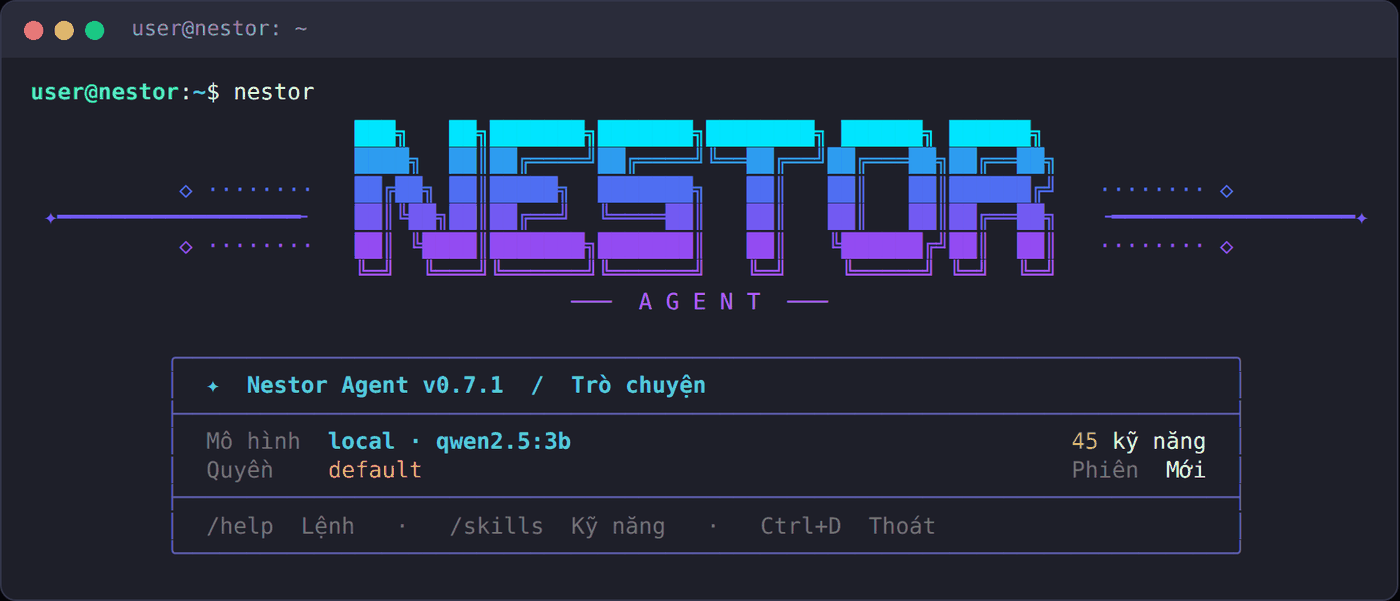 user@nestor: ~
user@nestor:~$ nestor
NESTOR
AGENT
✦ Nestor Agent v0.7.1 / Trò chuyện
Mô hình local · qwen2.5:3b 45 kỹ năng
Quyền default Phiên Mới
/help Lệnh · /skills Kỹ năng · Ctrl+D Thoát